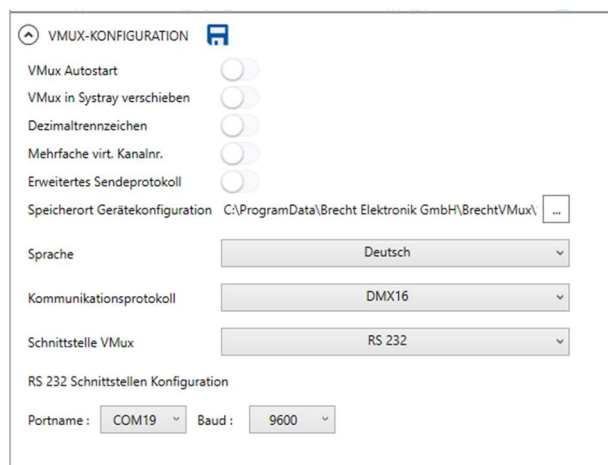 VMUX-KONFIGURATION
VMux Autostart
VMux in Systray verschieben
Dezimaltrennzeichen
Mehrfache virt. Kanalnr.
Erweitertes Sendeprotokoll
Speicherort Gerätekonfiguration C:\ProgramData\Brecht Elektronik GmbH\BrechtVMux\ ...
Sprache Deutsch
Kommunikationsprotokoll DMX16
Schnittstelle VMux RS 232
RS 232 Schnittstellen Konfiguration
Portname : COM19 Baud : 9600